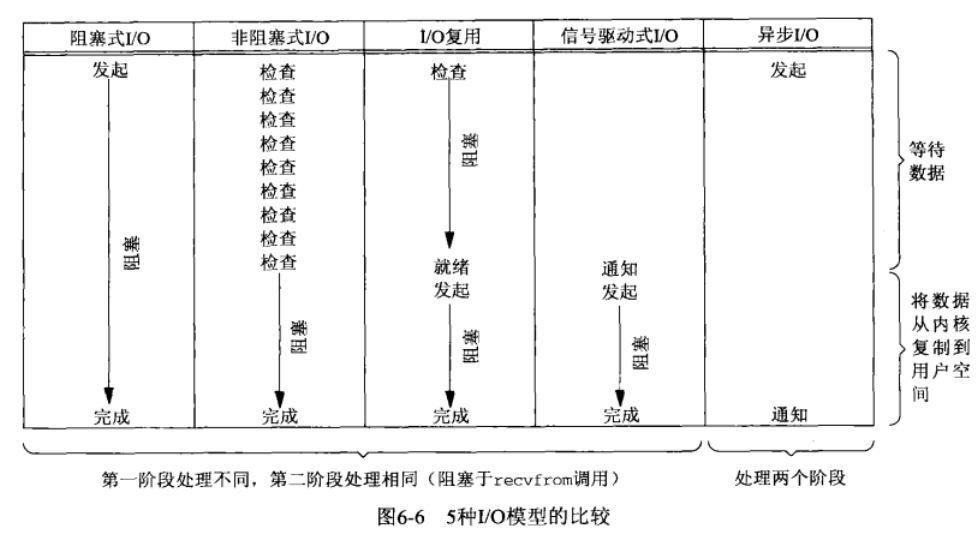 阻塞式I/O 非阻塞式I/O I/O复用 信号驱动式I/O 异步I/O
发起 检查 检查 发起
检查
检查
检查
检查
检查
检查
检查
检查
阻塞
阻塞
等待
数据
就绪 通知
发起 发起
阻塞
阻塞
阻塞
将数据
从内核
复制到
用户空
间
完成 完成 完成 完成 通知
第一阶段处理不同，第二阶段处理相同（阻塞于recvfrom调用） 处理两个阶段
图6-6 5种I/O模型的比较